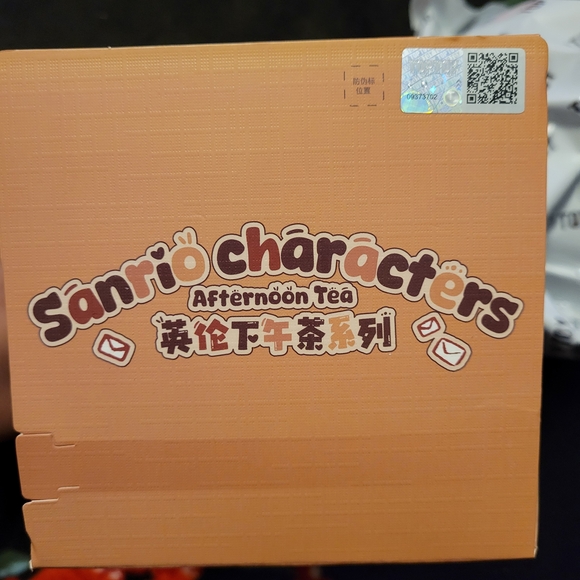 防伪标
位置
09373702
Sanrio characters
Afternoon Tea
英伦下午茶系列